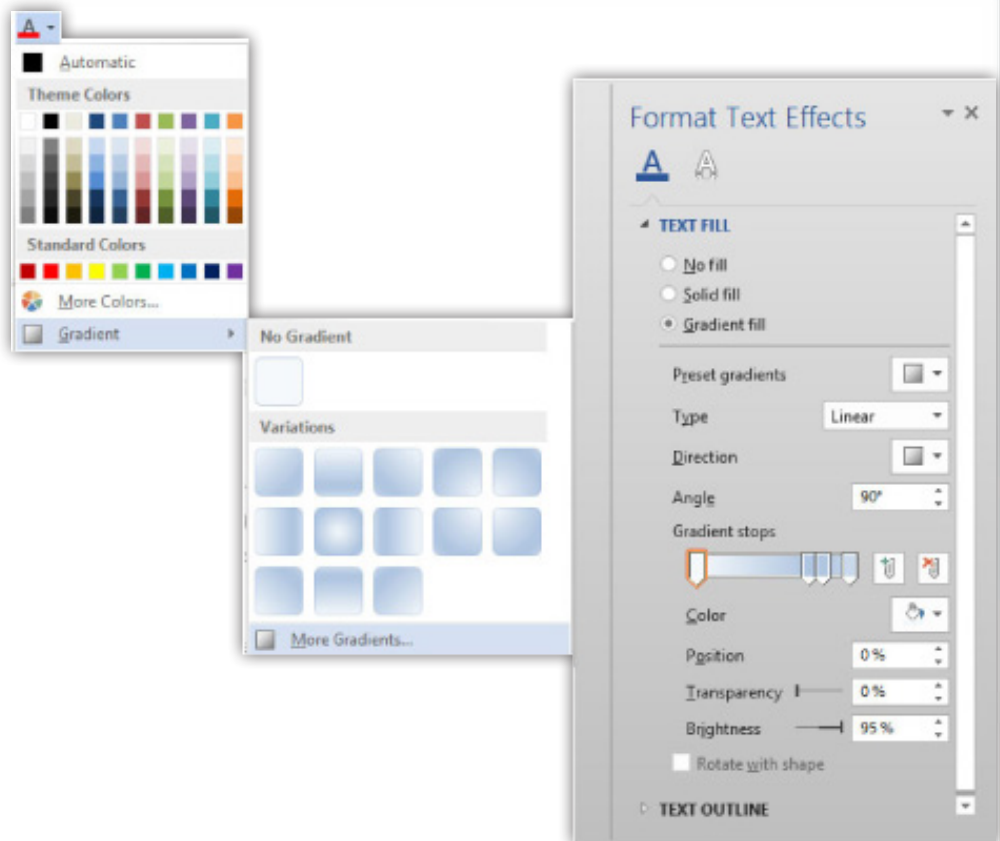 A
Automatic
Theme Colors
Standard Colors
More Colors...
Gradient
No Gradient
Variations
More Gradients...
Format Text Effects
A A
TEXT FILL
No fill
Solid fill
Gradient fill
Preset gradients
Type Linear
Direction
Angle 90°
Gradient stops
Color
Position 0%
Transparency 0%
Brightness 95%
Rotate with shape
TEXT OUTLINE